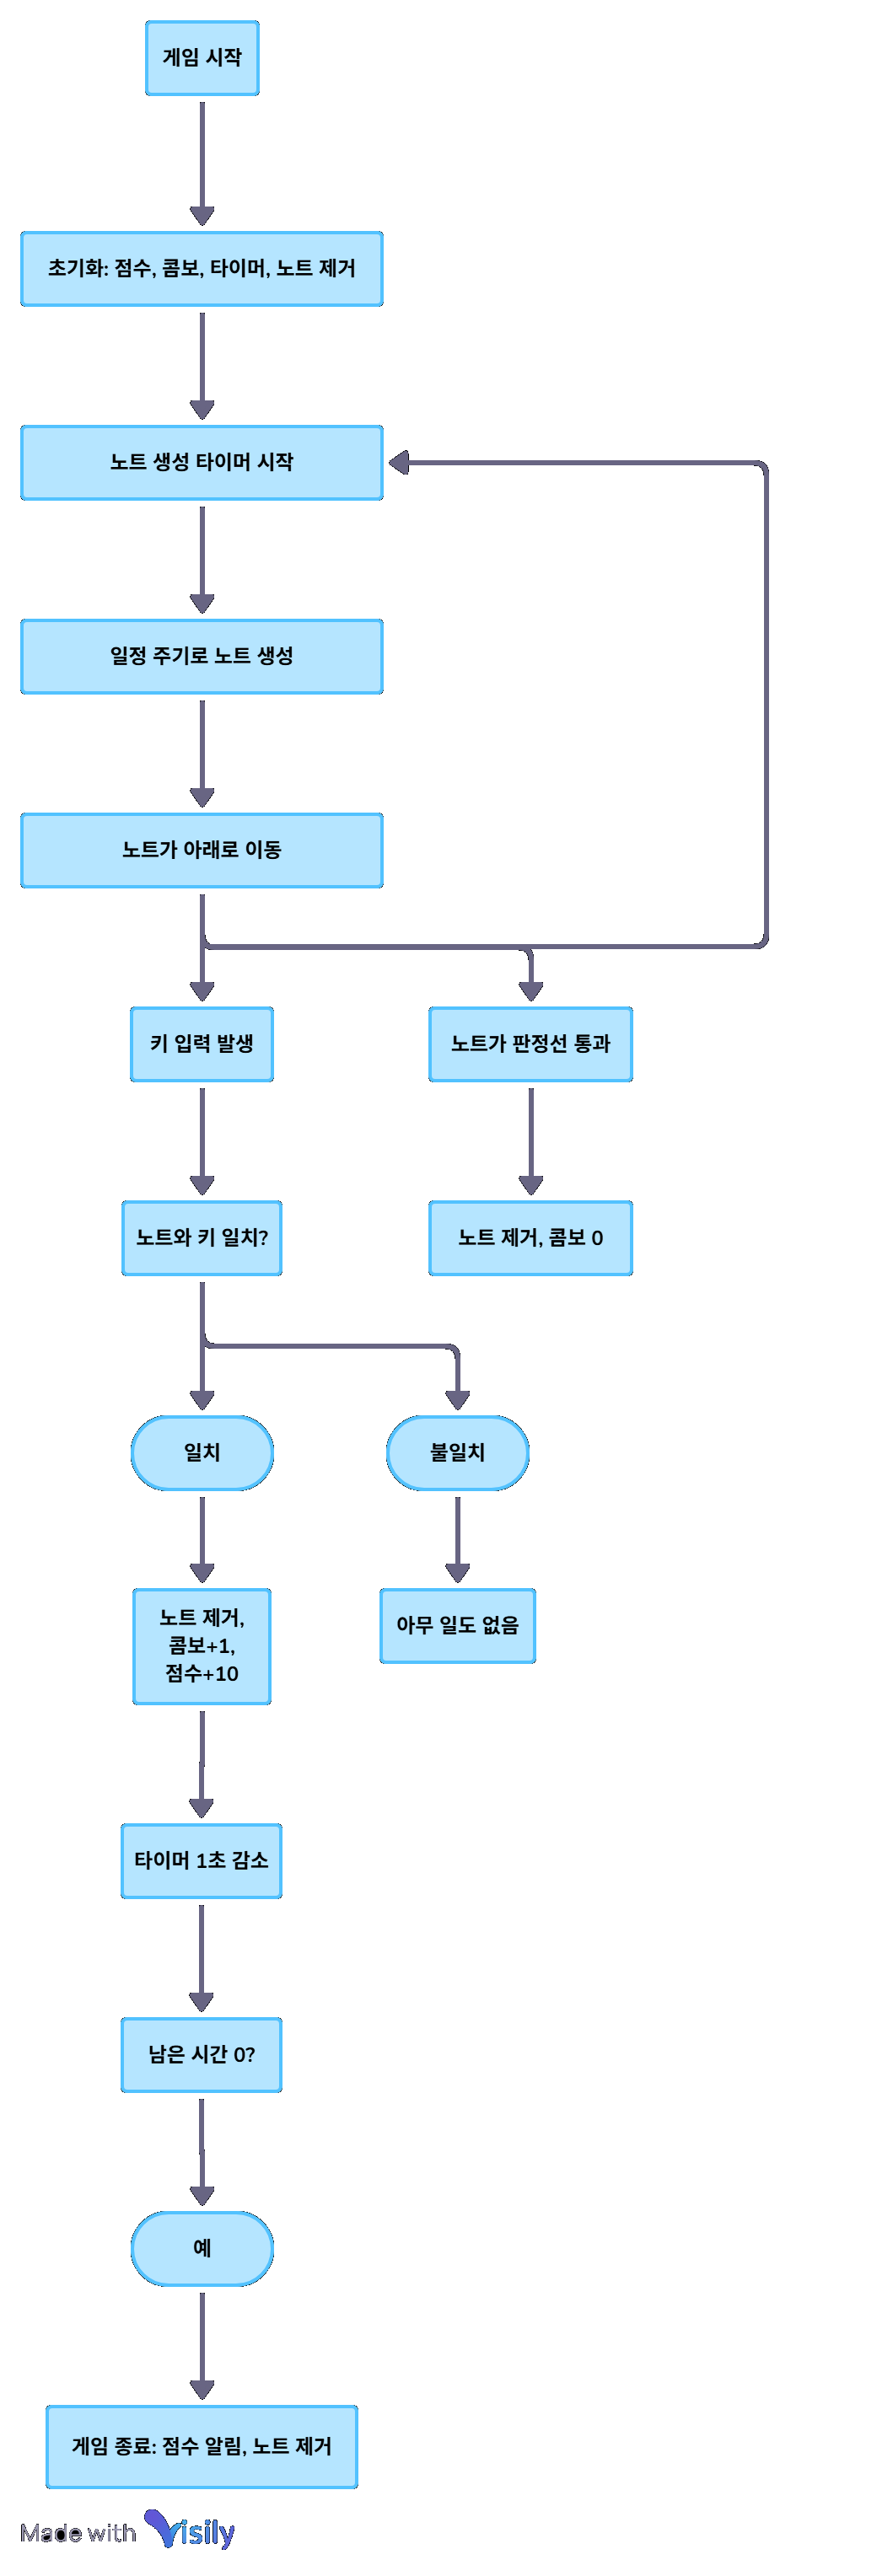 게임 시작
초기화: 점수, 콤보, 타이머, 노트 제거
노트 생성 타이머 시작
일정 주기로 노트 생성
노트가 아래로 이동
키 입력 발생
노트가 판정선 통과
노트와 키 일치?
노트 제거, 콤보 0
일치
불일치
노트 제거,
콤보+1,
점수+10
아무 일도 없음
타이머 1초 감소
남은 시간 0?
예
게임 종료: 점수 알림, 노트 제거
Made with Visily